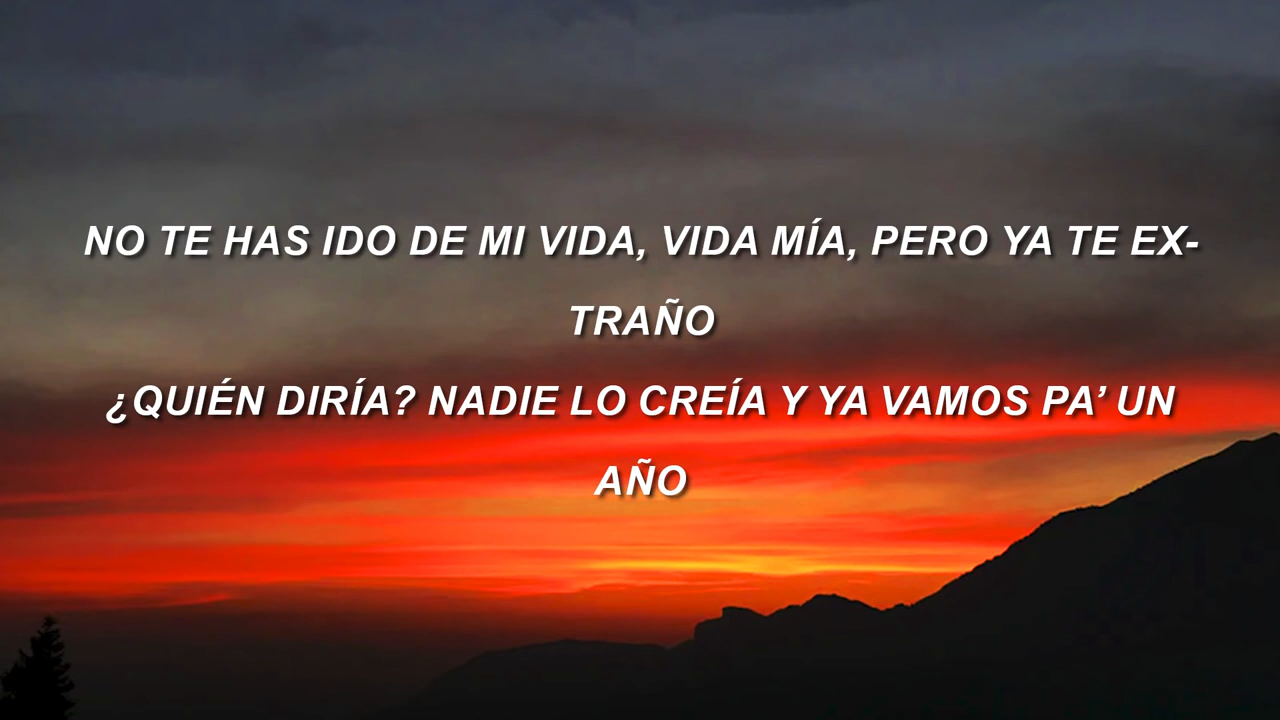 NO TE HAS IDO DE MI VIDA, VIDA MÍA, PERO YA TE EX-
TRAÑO
¿QUIÉN DIRÍA? NADIE LO CREÍA Y YA VAMOS PA’ UN
AÑO